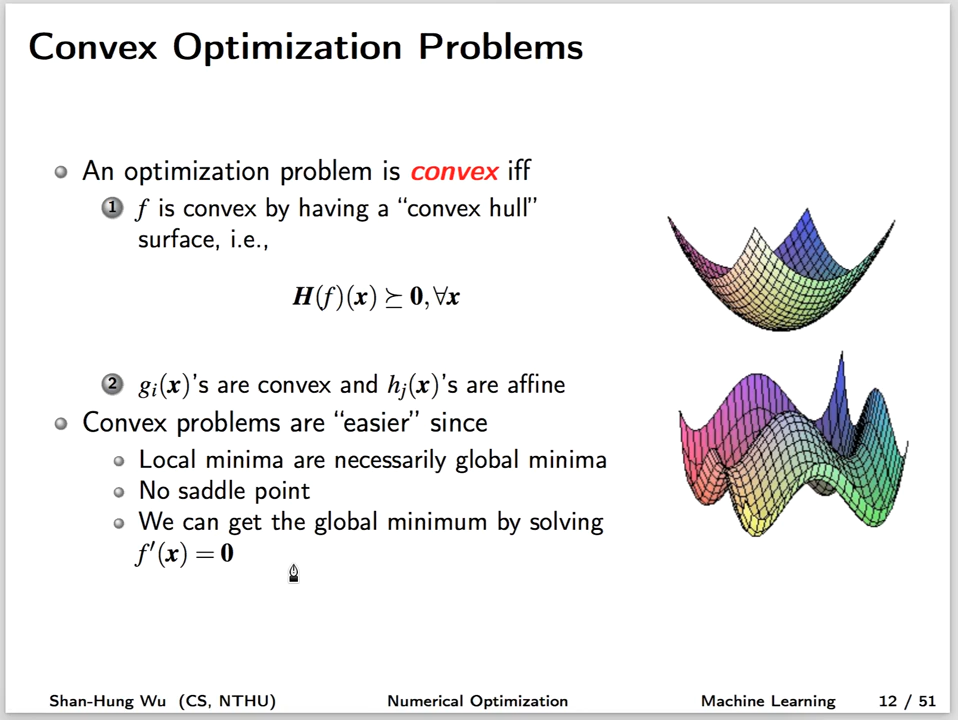 Convex Optimization Problems
An optimization problem is convex iff
1 f is convex by having a “convex hull”
surface, i.e.,
H(f)(x) ⪰ 0, ∀x
2 gᵢ(x)’s are convex and hⱼ(x)’s are affine
Convex problems are “easier” since
Local minima are necessarily global minima
No saddle point
We can get the global minimum by solving
f′(x) = 0
Shan-Hung Wu (CS, NTHU) Numerical Optimization Machine Learning 12 / 51